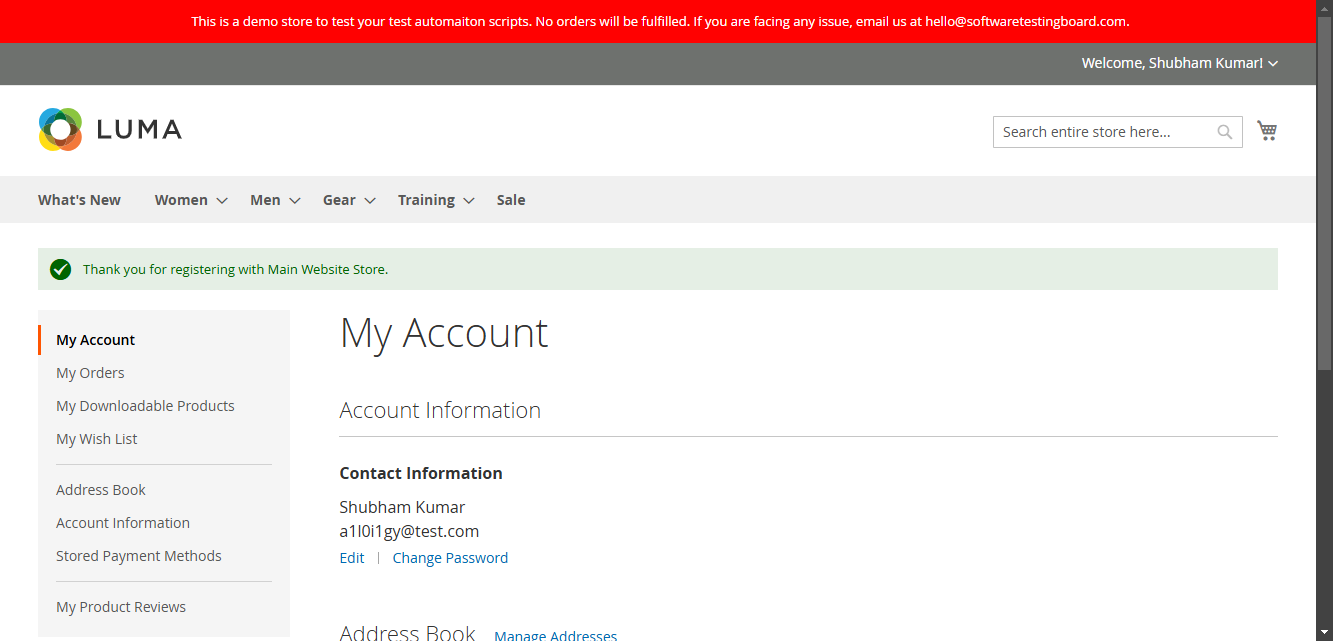 This is a demo store to test your test automaiton scripts. No orders will be fulfilled. If you are facing any issue, email us at hello@softwaretestingboard.com.
Welcome, Shubham Kumar!
LUMA
Search entire store here...
What's New Women Men Gear Training Sale
Thank you for registering with Main Website Store.
My Account
My Orders
My Downloadable Products
My Wish List
Address Book
Account Information
Stored Payment Methods
My Product Reviews
My Account
Account Information
Contact Information
Shubham Kumar
a1l0i1gy@test.com
Edit | Change Password
Address Book Manage Addresses